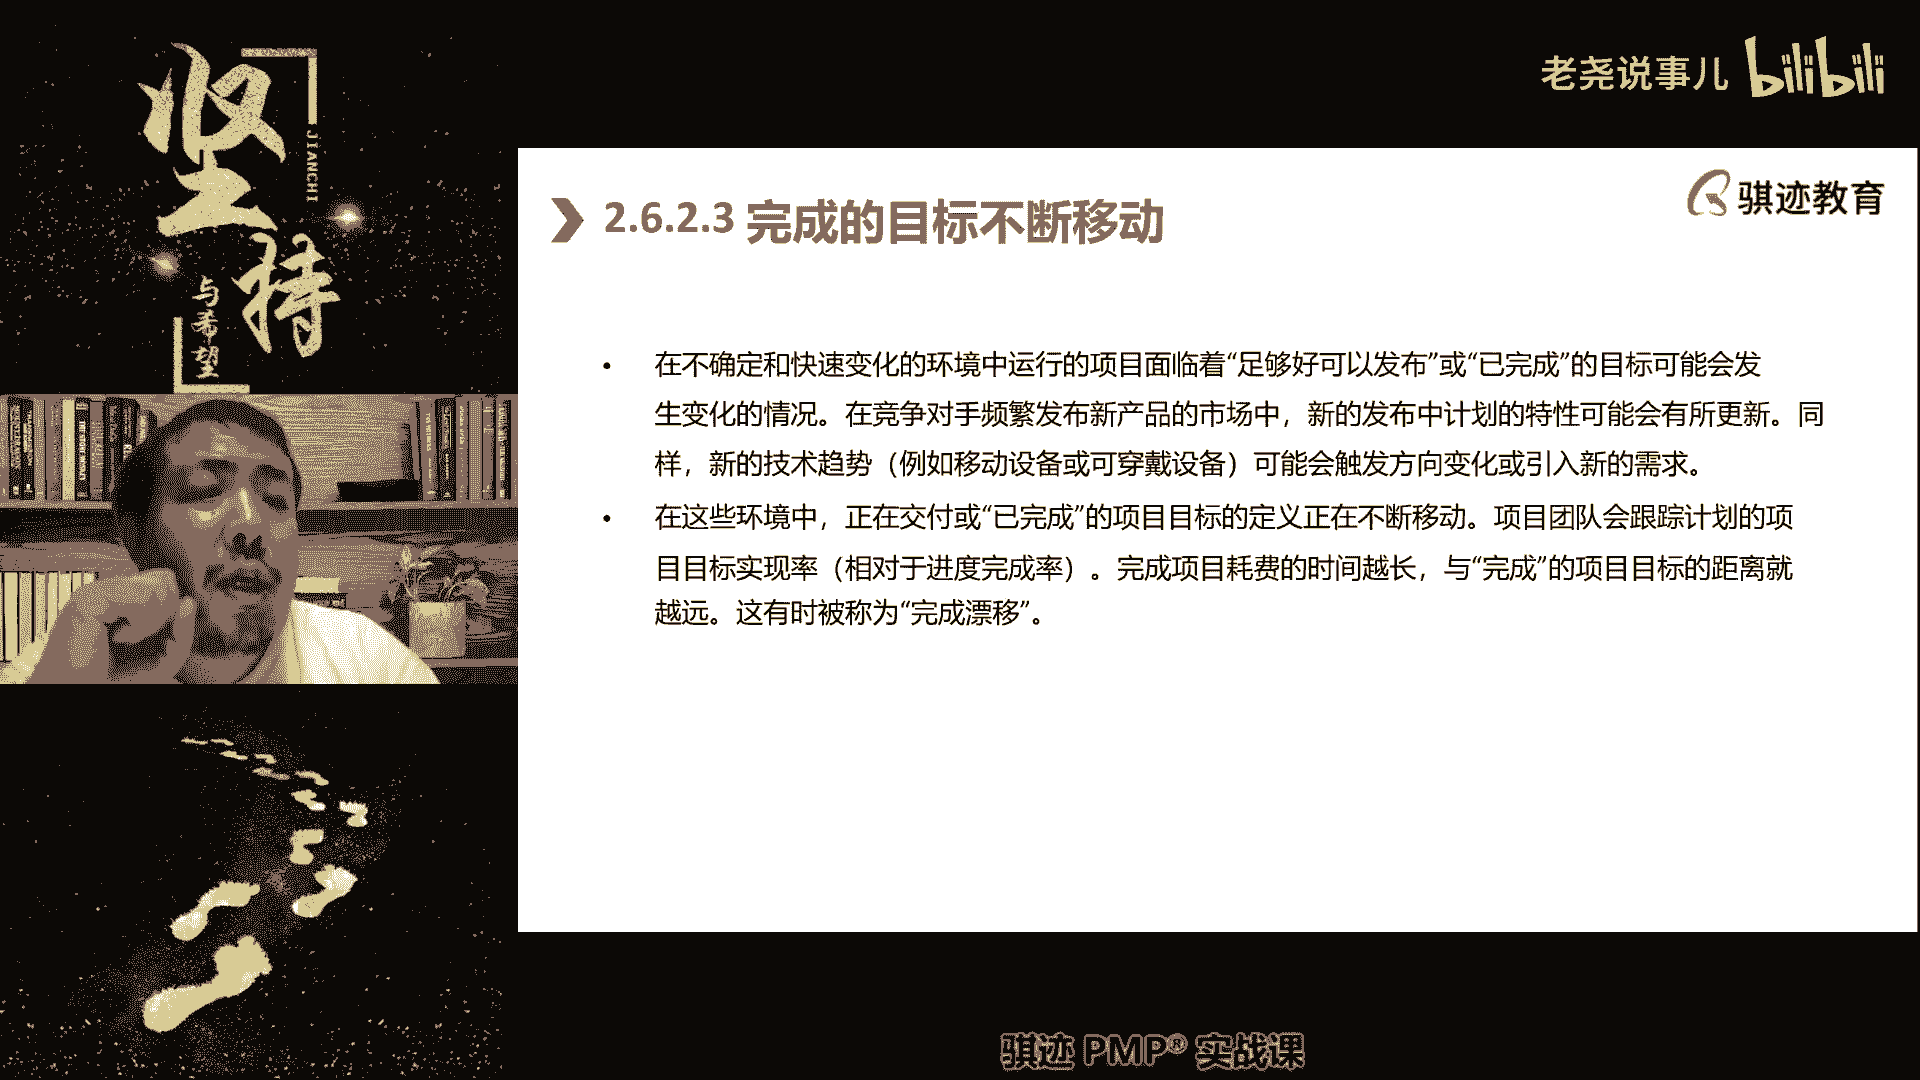 坚持
JIANCHI
与希望
老尧说事儿 bilibili
骐迹教育
2.6.2.3 完成的目标不断移动
• 在不确定和快速变化的环境中运行的项目面临着“足够好可以发布”或“已完成”的目标可能会发
生变化的情况。在竞争对手频繁发布新产品的市场中，新的发布中计划的特性可能会有所更新。同
样，新的技术趋势（例如移动设备或可穿戴设备）可能会触发方向变化或引入新的需求。
• 在这些环境中，正在交付或“已完成”的项目目标的定义正在不断移动。项目团队会跟踪计划的项
目目标实现率（相对于进度完成率）。完成项目耗费的时间越长，与“完成”的项目目标的距离就
越远。这有时被称为“完成漂移”。
骐迹 PMP® 实战课